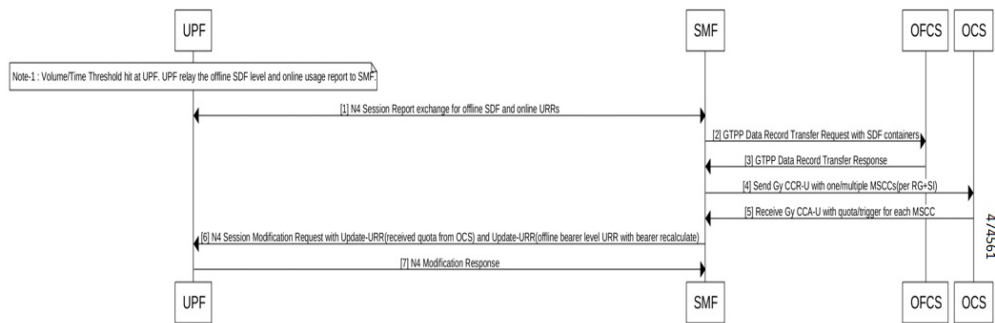 UPF
SMF
OFCS
OCS
Note-1 : Volume/Time Threshold hit at UPF. UPF relay the offline SDF level and online usage report to SMF.
[1] N4 Session Report exchange for offline SDF and online URRs
[2] GTPP Data Record Transfer Request with SDF containers
[3] GTPP Data Record Transfer Response
[4] Send Gy CCR-U with one/multiple MSCCs(per RG+SI)
[5] Receive Gy CCA-U with quota/trigger for each MSCC
[6] N4 Session Modification Request with Update-URR(received quota from OCS) and Update-URR(offline bearer level URR with bearer recalculate)
[7] N4 Modification Response
UPF
SMF
OFCS
OCS
474561